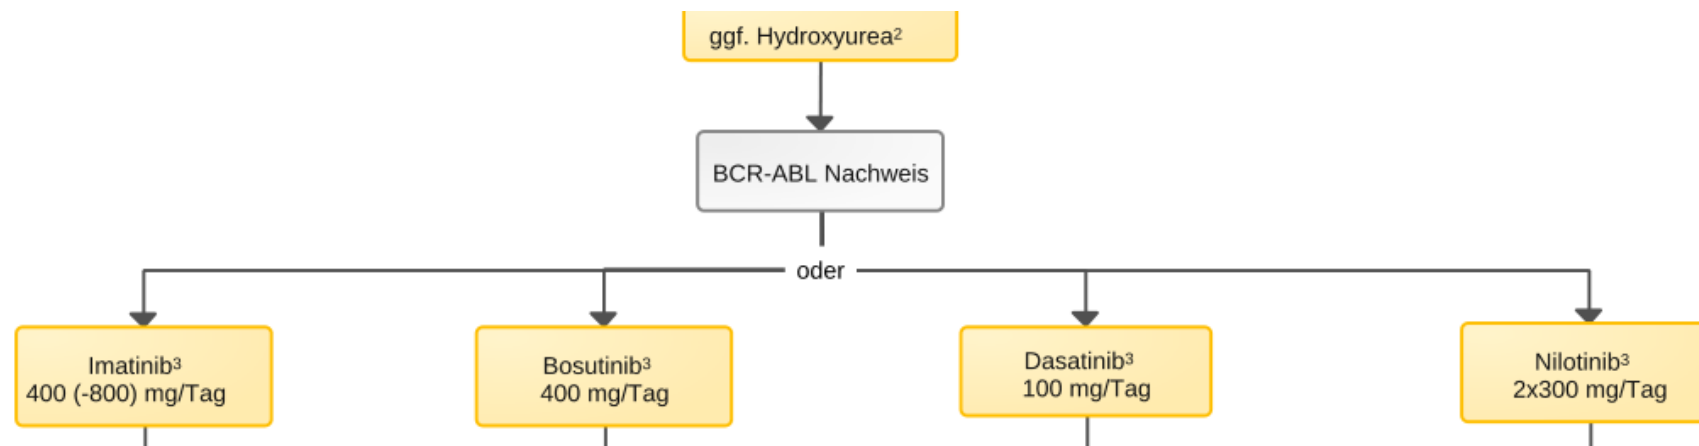 ggf. Hydroxyurea²
BCR-ABL Nachweis
oder
Imatinib³
400 (-800) mg/Tag
Bosutinib³
400 mg/Tag
Dasatinib³
100 mg/Tag
Nilotinib³
2x300 mg/Tag